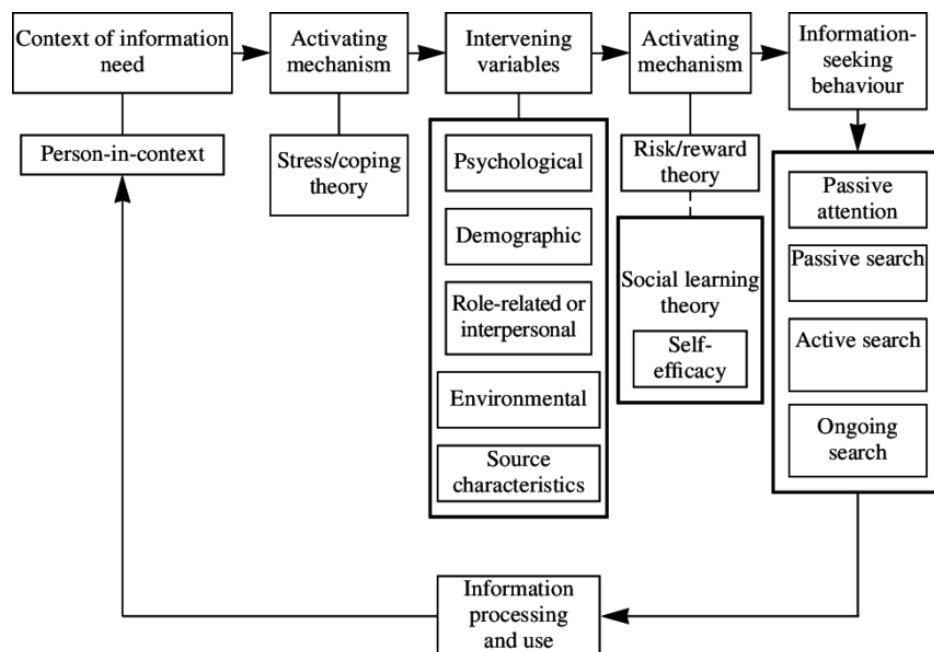 Context of information
need
Activating
mechanism
Intervening
variables
Activating
mechanism
Information-
seeking
behaviour
Person-in-context
Stress/coping
theory
Psychological
Demographic
Role-related or
interpersonal
Environmental
Source
characteristics
Risk/reward
theory
Social learning
theory
Self-
efficacy
Passive
attention
Passive search
Active search
Ongoing
search
Information
processing
and use